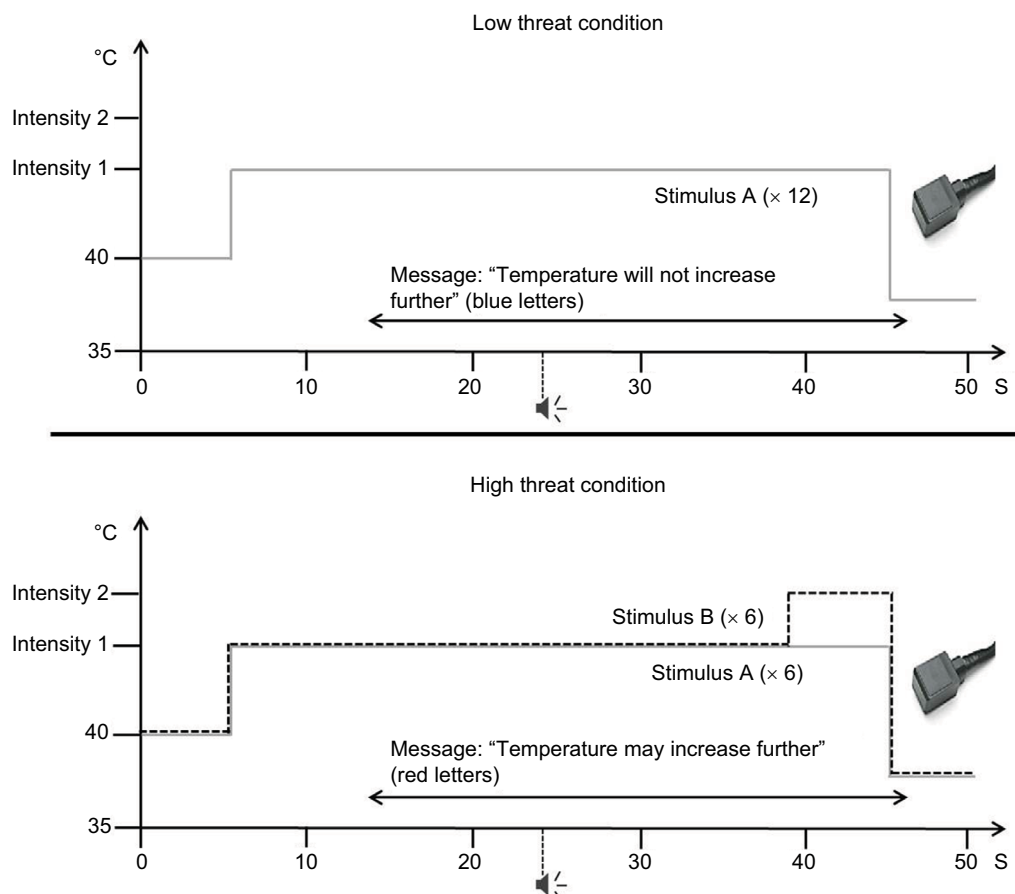 Low threat condition
°C
Intensity 2
Intensity 1
Stimulus A (× 12)
40
Message: “Temperature will not increase
further” (blue letters)
35
0 10 20 30 40 50 S
High threat condition
°C
Intensity 2
Stimulus B (× 6)
Intensity 1
Stimulus A (× 6)
40
Message: “Temperature may increase further”
(red letters)
35
0 10 20 30 40 50 S